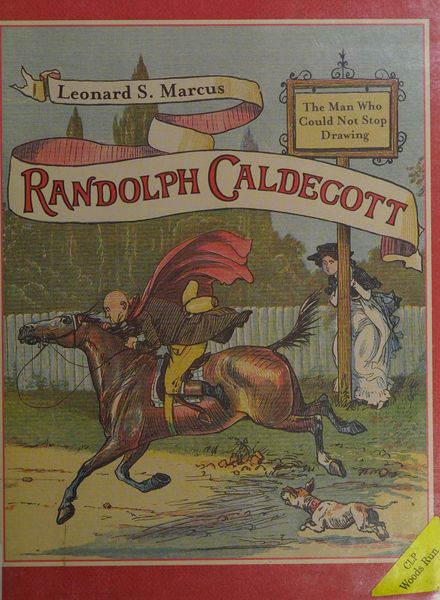 Leonard S. Marcus
The Man Who
Could Not Stop
Drawing
RANDOLPH CALDECOTT
CLP
Woods Run